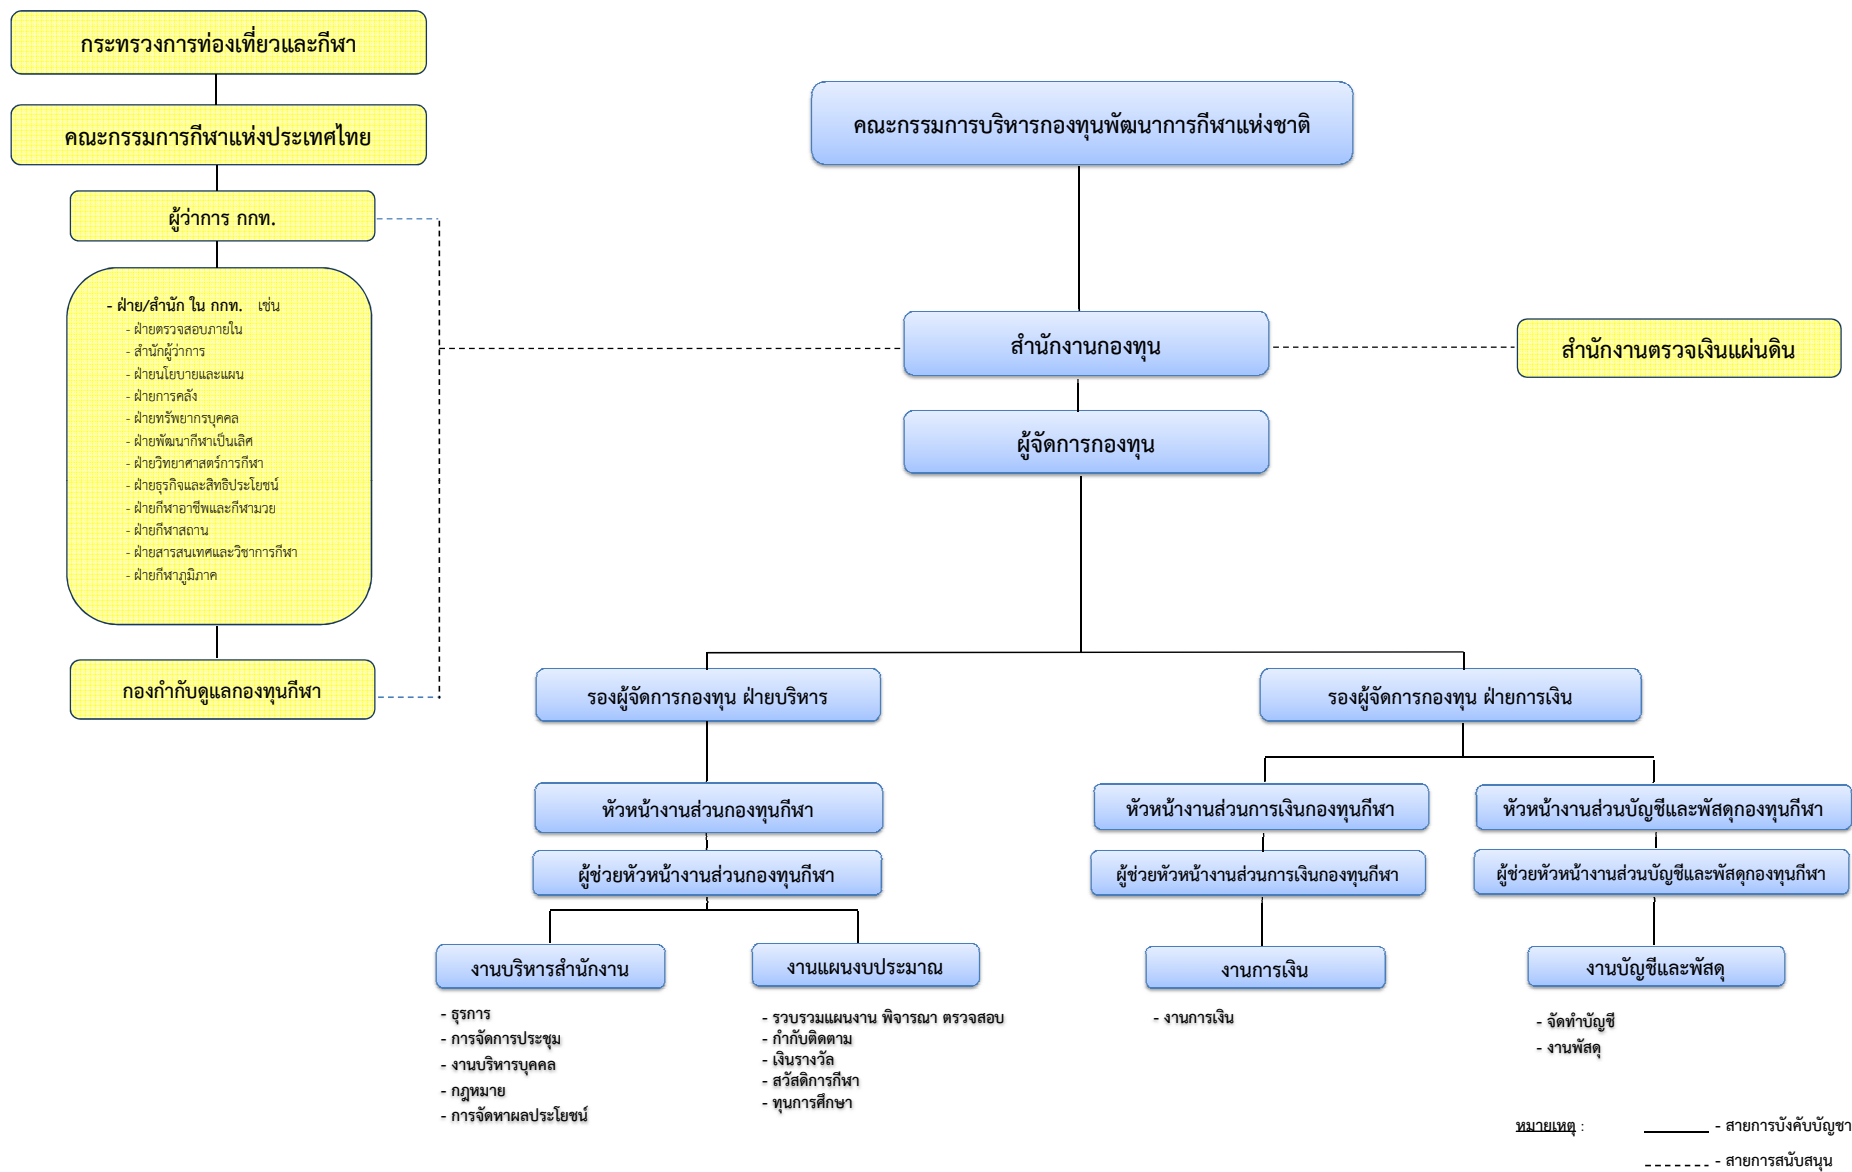 กระทรวงการท่องเที่ยวและกีฬา
คณะกรรมการกีฬาแห่งประเทศไทย
ผู้ว่าการ กกท.
- ฝ่าย/สำนัก ใน กกท. เช่น
- ฝ่ายตรวจสอบภายใน
- สำนักผู้ว่าการ
- ฝ่ายนโยบายและแผน
- ฝ่ายการคลัง
- ฝ่ายทรัพยากรบุคคล
- ฝ่ายพัฒนากีฬาเป็นเลิศ
- ฝ่ายวิทยาศาสตร์การกีฬา
- ฝ่ายธุรกิจและสิทธิประโยชน์
- ฝ่ายกีฬาอาชีพและกีฬามวย
- ฝ่ายกีฬาสถาน
- ฝ่ายสารสนเทศและวิชาการกีฬา
- ฝ่ายกีฬาภูมิภาค
กองกำกับดูแลกองทุนกีฬา
คณะกรรมการบริหารกองทุนพัฒนาการกีฬาแห่งชาติ
สำนักงานกองทุน
สำนักงานตรวจเงินแผ่นดิน
ผู้จัดการกองทุน
รองผู้จัดการกองทุน ฝ่ายบริหาร
รองผู้จัดการกองทุน ฝ่ายการเงิน
หัวหน้างานส่วนกองทุนกีฬา
หัวหน้างานส่วนการเงินกองทุนกีฬา
หัวหน้างานส่วนบัญชีและพัสดุกองทุนกีฬา
ผู้ช่วยหัวหน้างานส่วนกองทุนกีฬา
ผู้ช่วยหัวหน้างานส่วนการเงินกองทุนกีฬา
ผู้ช่วยหัวหน้างานส่วนบัญชีและพัสดุกองทุนกีฬา
งานบริหารสำนักงาน
- ธุรการ
- การจัดการประชุม
- งานบริหารบุคคล
- กฎหมาย
- การจัดหาผลประโยชน์
งานแผนงบประมาณ
- รวบรวมแผนงาน พิจารณา ตรวจสอบ
- กำกับติดตาม
- เงินรางวัล
- สวัสดิการกีฬา
- ทุนการศึกษา
งานการเงิน
- งานการเงิน
งานบัญชีและพัสดุ
- จัดทำบัญชี
- งานพัสดุ
หมายเหตุ :
- สายการบังคับบัญชา
- สายการสนับสนุน